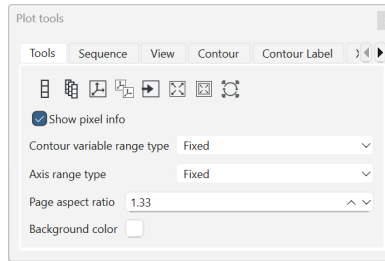 Plot tools
Tools Sequence View Contour Contour Label
Show pixel info
Contour variable range type Fixed
Axis range type Fixed
Page aspect ratio 1.33
Background color